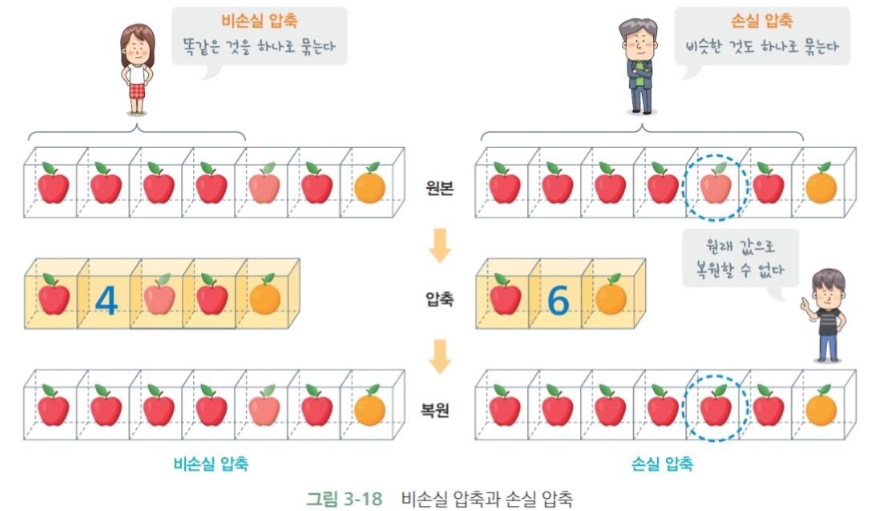 비손실 압축
똑같은 것을 하나로 묶는다
손실 압축
비슷한 것도 하나로 묶는다
원본
원래 값으로
복원할 수 없다
4
압축
6
복원
비손실 압축
손실 압축
그림 3-18 비손실 압축과 손실 압축